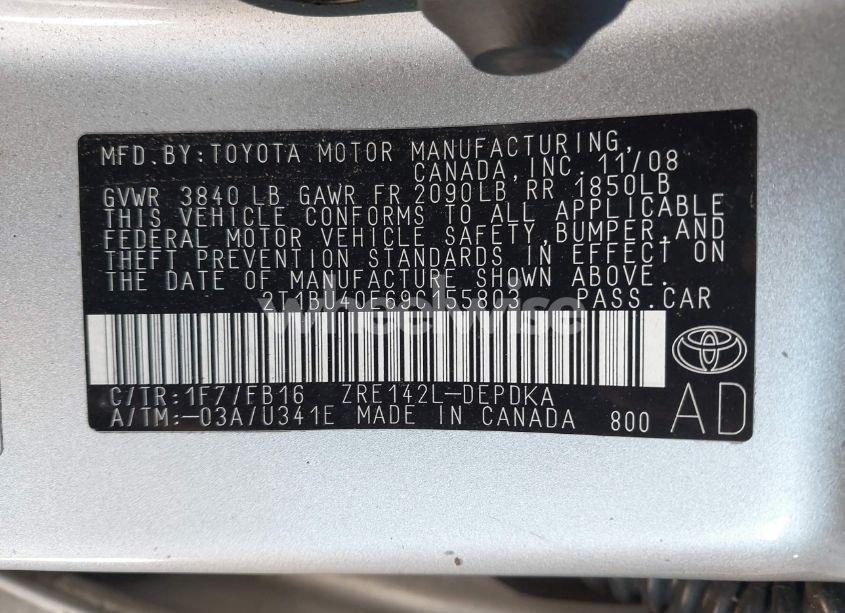 MFD.BY:TOYOTA MOTOR MANUFACTURING,
CANADA,INC. 11/08
GVWR 3840 LB GAWR FR 2090LB RR 1850LB
THIS VEHICLE CONFORMS TO ALL APPLICABLE
FEDERAL MOTOR VEHICLE SAFETY,BUMPER,AND
THEFT PREVENTION STANDARDS IN EFFECT ON
THE DATE OF MANUFACTURE SHOWN ABOVE.
PASS.CAR
wheelwise
C/TR:1F7/FB16 ZRE142L-DEPDKA
A/TM:-03A/U341E MADE IN CANADA 800
AD